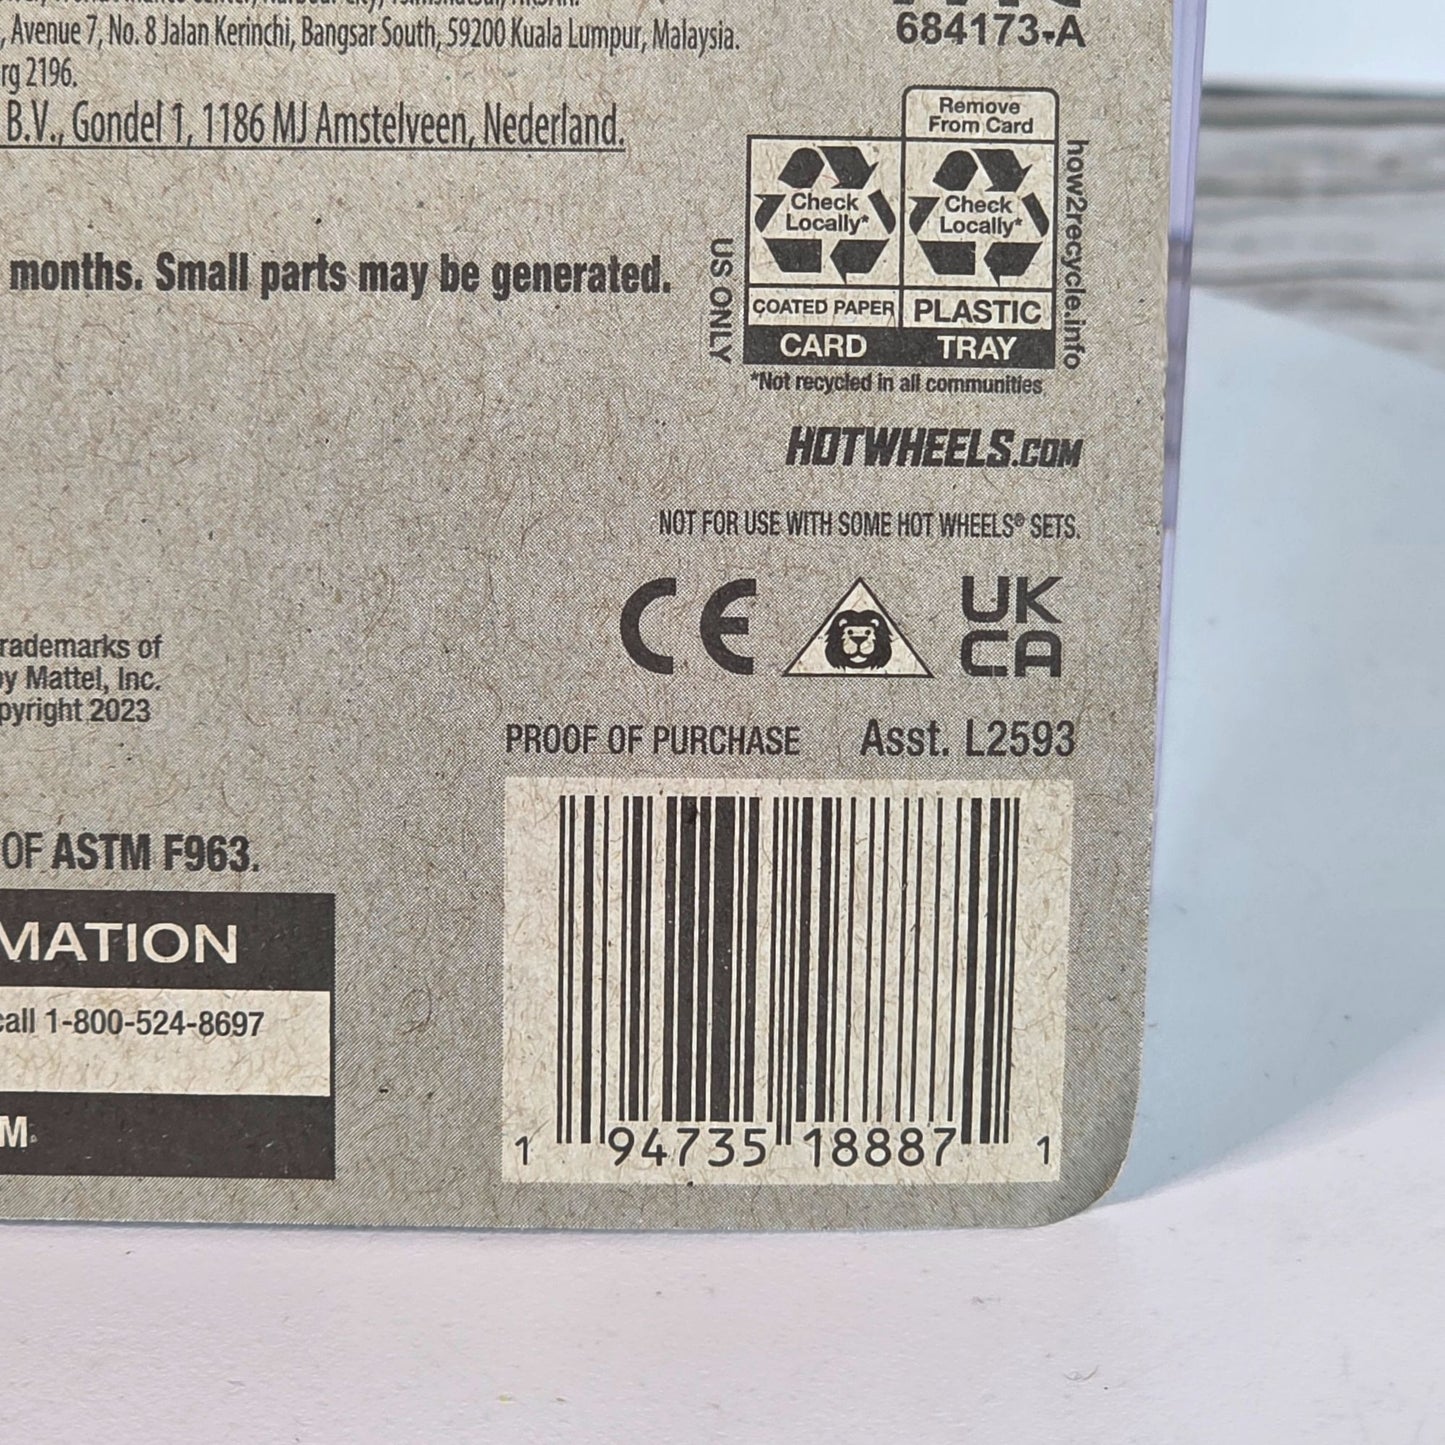 684173-A
, Avenue 7, No. 8 Jalan Kerinchi, Bangsar South, 59200 Kuala Lumpur, Malaysia.
rg 2196.
B.V., Gondel 1, 1186 MJ Amstelveen, Nederland.
Remove
From Card
Check
Locally*
Check
Locally*
COATED PAPER
PLASTIC
CARD
TRAY
US ONLY
how2recycle.info
*Not recycled in all communities
months. Small parts may be generated.
HOTWHEELS.COM
NOT FOR USE WITH SOME HOT WHEELS® SETS.
CE
UK
CA
rademarks of
by Mattel, Inc.
pyright 2023
PROOF OF PURCHASE Asst. L2593
OF ASTM F963.
MATION
call 1-800-524-8697
M
1 94735 18887 1